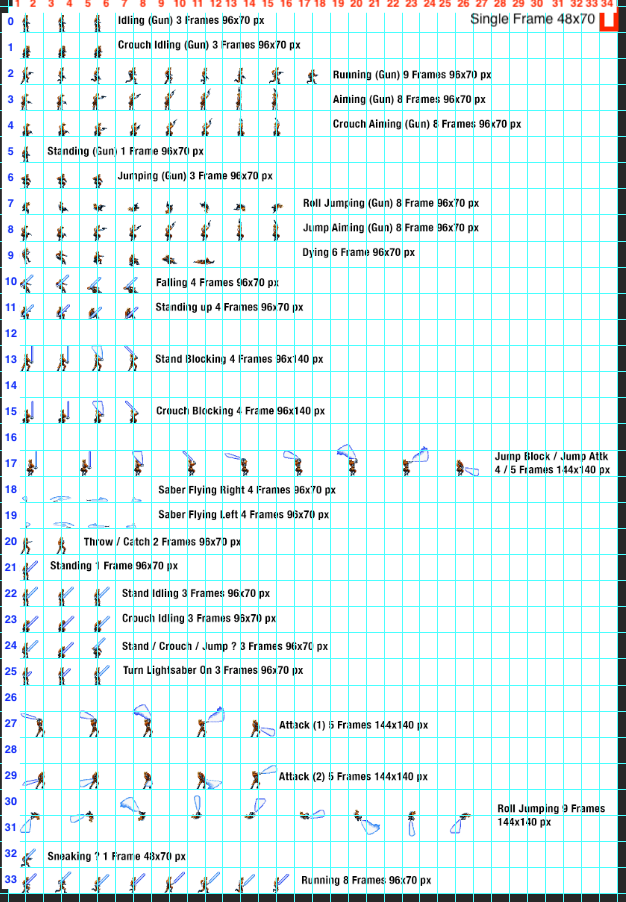 1 2 3 4 5 6 7 8 9 10 11 12 13 14 15 16 17 18 19 20 21 22 23 24 25 26 27 28 29 30 31 32 33 34
0 Idling (Gun) 3 Frames 96x70 px Single Frame 48x70
1 Crouch Idling (Gun) 3 Frames 96x70 px
2 Running (Gun) 9 Frames 96x70 px
3 Aiming (Gun) 8 Frames 96x70 px
4 Crouch Aiming (Gun) 8 Frames 96x70 px
5 Standing (Gun) 1 Frame 96x70 px
6 Jumping (Gun) 3 Frame 96x70 px
7 Roll Jumping (Gun) 8 Frame 96x70 px
8 Jump Aiming (Gun) 8 Frames 96x70 px
9 Dying 6 Frame 96x70 px
10 Falling 4 Frames 96x70 px
11 Standing up 4 Frames 96x70 px
12
13 Stand Blocking 4 Frames 96x140 px
14
15 Crouch Blocking 4 Frame 96x140 px
16
Jump Block / Jump Attk
17 4 / 5 Frames 144x140 px
18 Saber Flying Right 4 Frames 96x70 px
19 Saber Flying Left 4 Frames 96x70 px
20 Throw / Catch 2 Frames 96x70 px
21 Standing 1 Frame 96x70 px
22 Stand Idling 3 Frames 96x70 px
23 Crouch Idling 3 Frames 96x70 px
24 Stand / Crouch / Jump ? 3 Frames 96x70 px
25 Turn Lightsaber On 3 Frames 96x70 px
26
27 Attack (1) 5 Frames 144x140 px
28
29 Attack (2) 5 Frames 144x140 px
30 Roll Jumping 9 Frames
31 144x140 px
32 Sneaking ? 1 Frame 48x70 px
33 Running 8 Frames 96x70 px